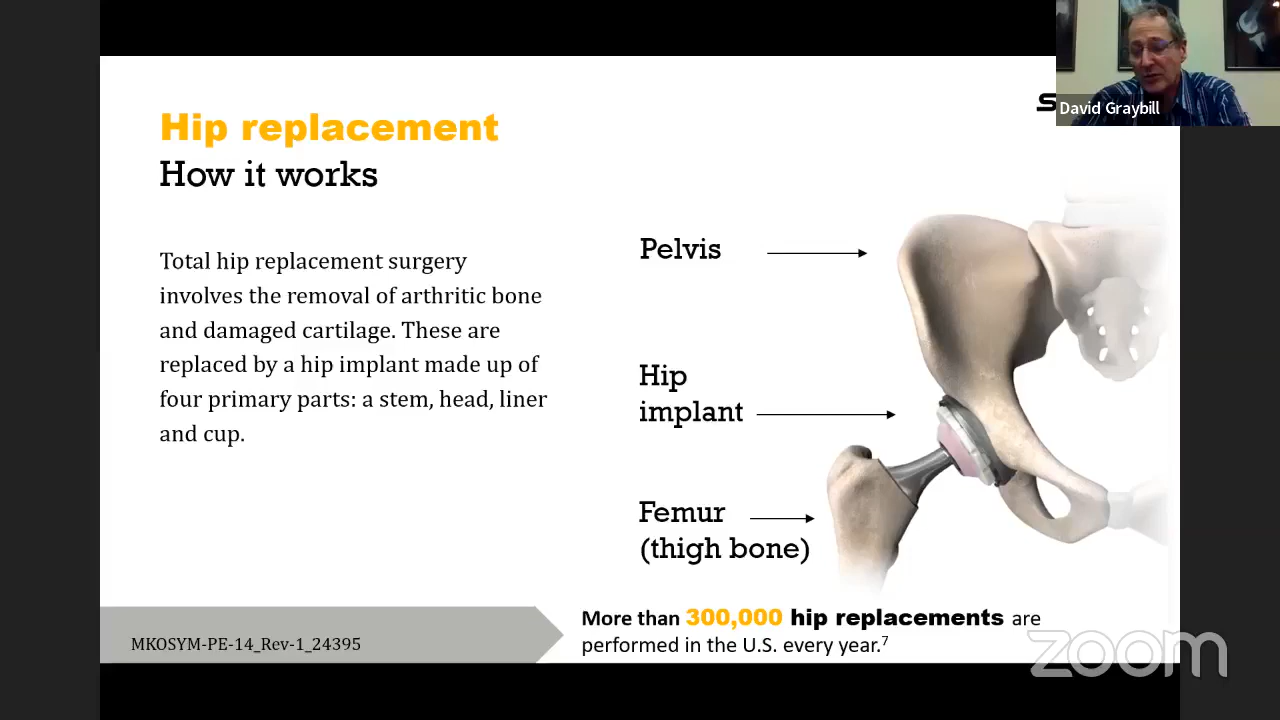 Hip replacement
How it works
Total hip replacement surgery
involves the removal of arthritic bone
and damaged cartilage. These are
replaced by a hip implant made up of
four primary parts: a stem, head, liner
and cup.
Pelvis
Hip
implant
Femur
(thigh bone)
MKOSYM-PE-14_Rev-1_24395
More than 300,000 hip replacements are
performed in the U.S. every year.7
David Graybill
zoom